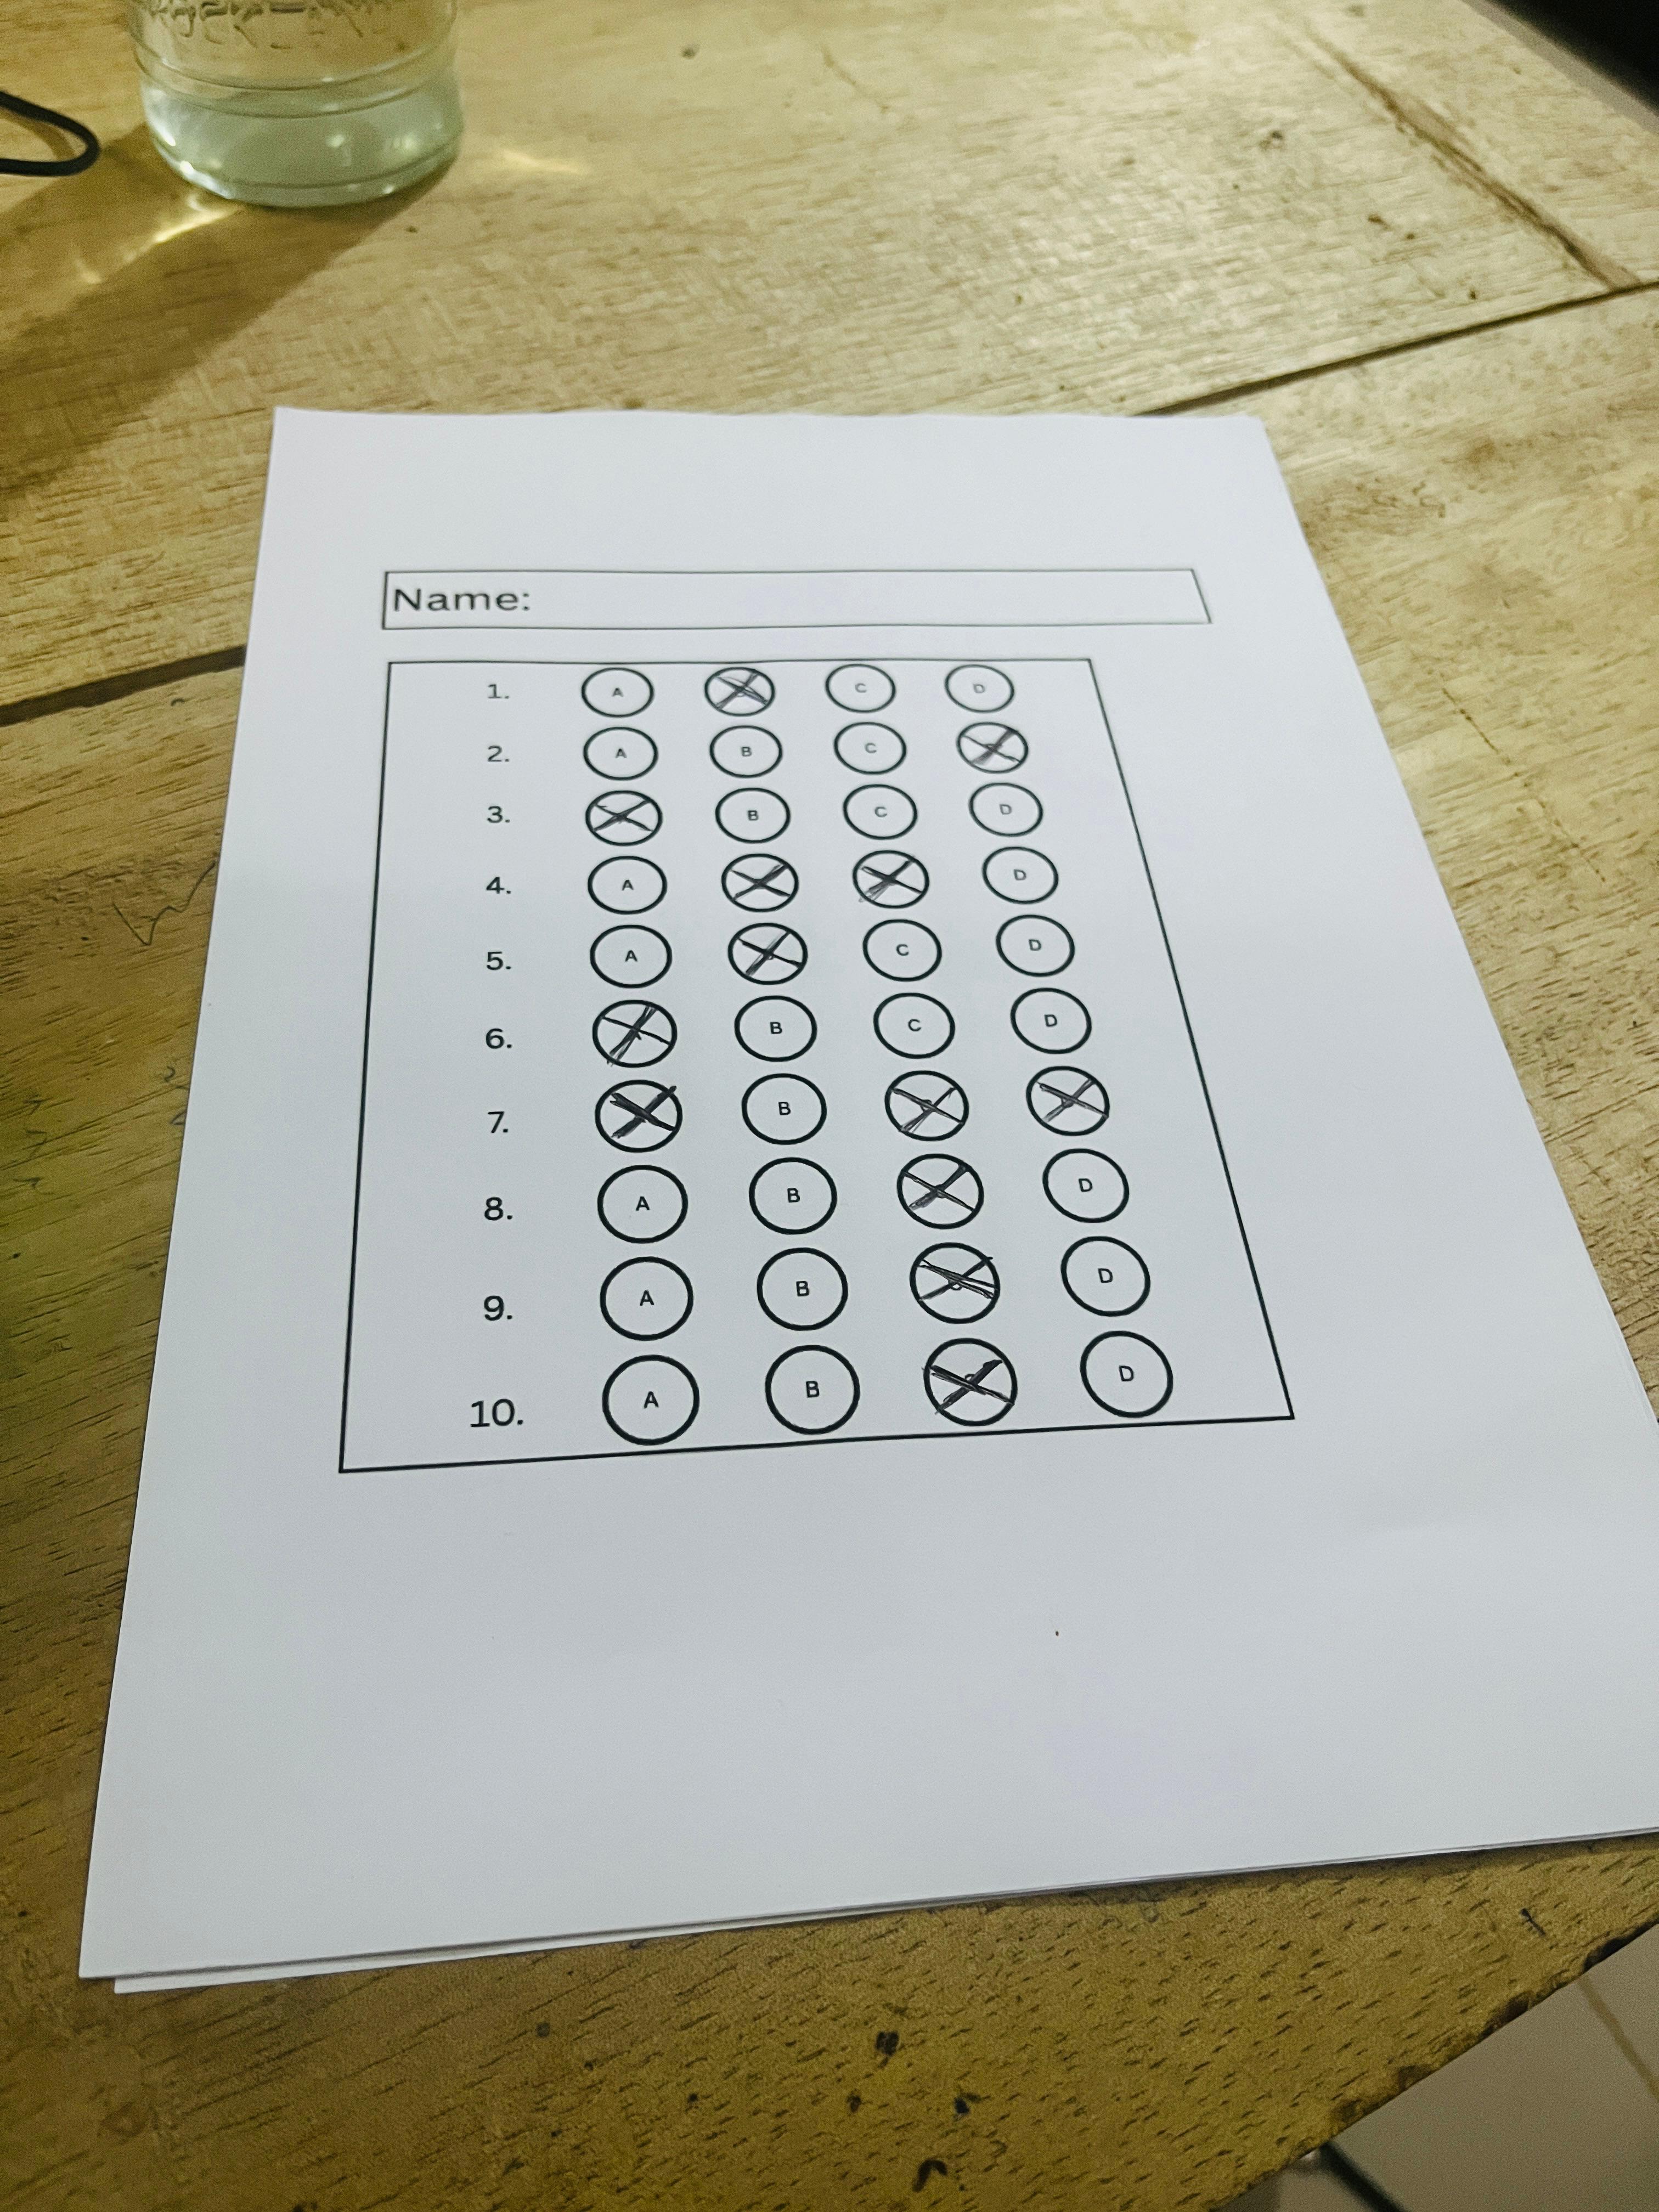 Name:
1. A C D
2. A B C
3. B C D
4. A D
5. A C D
6. B C D
7. B
8. A B D
9. A B D
10. A B D